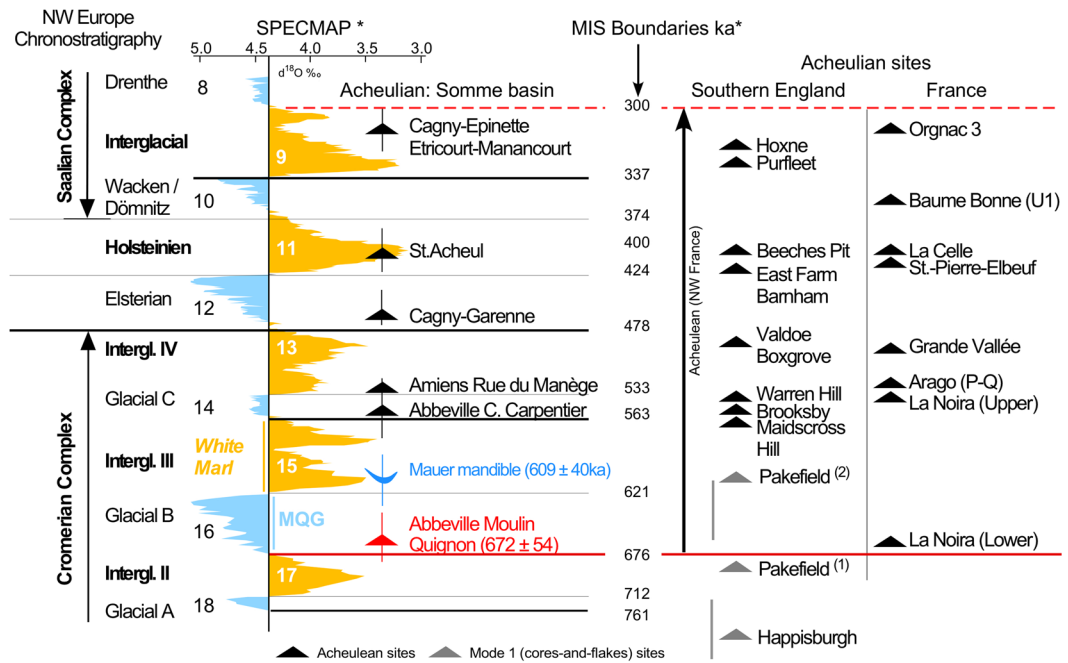 NW Europe
Chronostratigraphy
SPECMAP *
MIS Boundaries ka*
5.0 4.5 4.0 3.5 3.0
d¹⁸O ‰
Acheulian sites
Southern England
France
Acheulian: Somme basin
Saalian Complex
Drenthe
8
300
Cagny-Epinette
Etricourt-Manancourt
Orgnac 3
Interglacial
9
Hoxne
Purfleet
337
Wacken /
Dömnitz
10
Baume Bonne (U1)
374
Holsteinien
11
St.Acheul
400
Beeches Pit
La Celle
424
East Farm
Barnham
St.-Pierre-Elbeuf
Elsterian
12
Cagny-Garenne
478
Acheulean (NW France)
Cromerian Complex
Intergl. IV
13
Valdoe
Boxgrove
Grande Vallée
Amiens Rue du Manège
533
Arago (P-Q)
Glacial C
14
Abbeville C. Carpentier
563
Warren Hill
Brooksby
Maidscross
Hill
La Noira (Upper)
White
Marl
Intergl. III
15
Mauer mandible (609 ± 40ka)
Pakefield (2)
621
Glacial B
16
MQG
Abbeville Moulin
Quignon (672 ± 54)
La Noira (Lower)
676
Intergl. II
17
Pakefield (1)
712
Glacial A
18
761
Happisburgh
Acheulean sites
Mode 1 (cores-and-flakes) sites